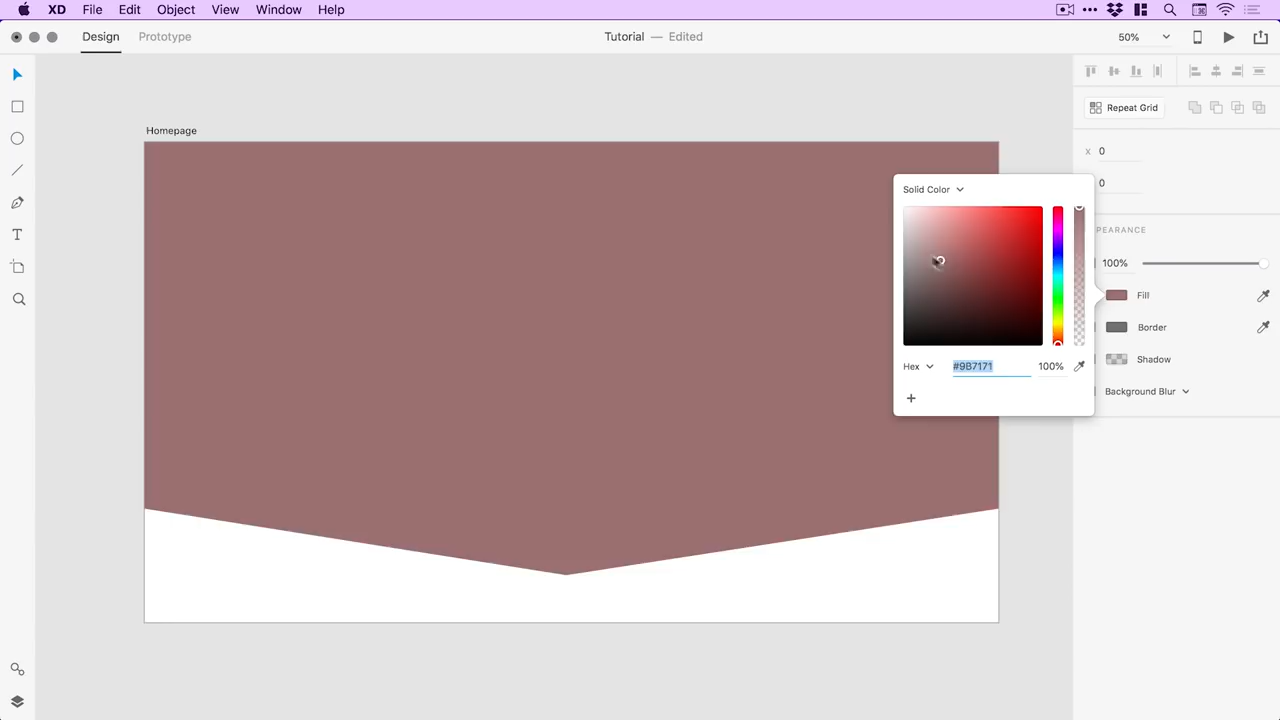 XD File Edit Object View Window Help
Design Prototype Tutorial — Edited 50%
Repeat Grid
Homepage
X 0
Solid Color
0
PEARANCE
100%
Fill
Border
Shadow
Hex #9B7171 100%
Background Blur
+